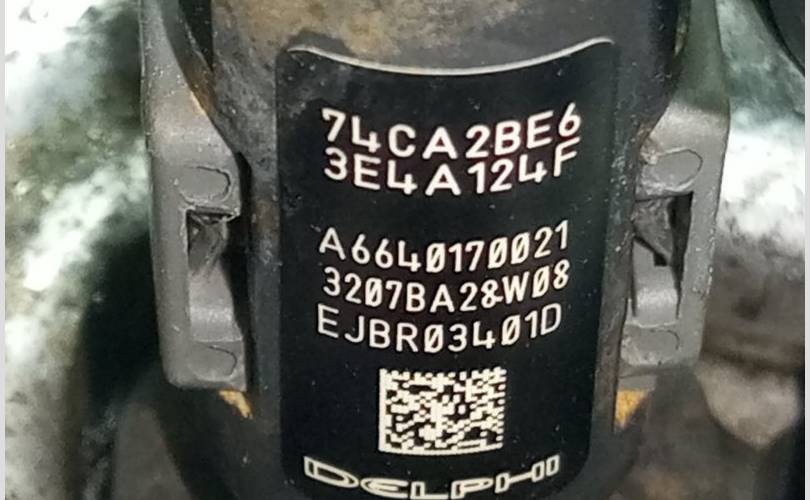 74CA2BE6
3E4A124F
A6640170021
3207BA28W08
EJBR03401D
DELPHI